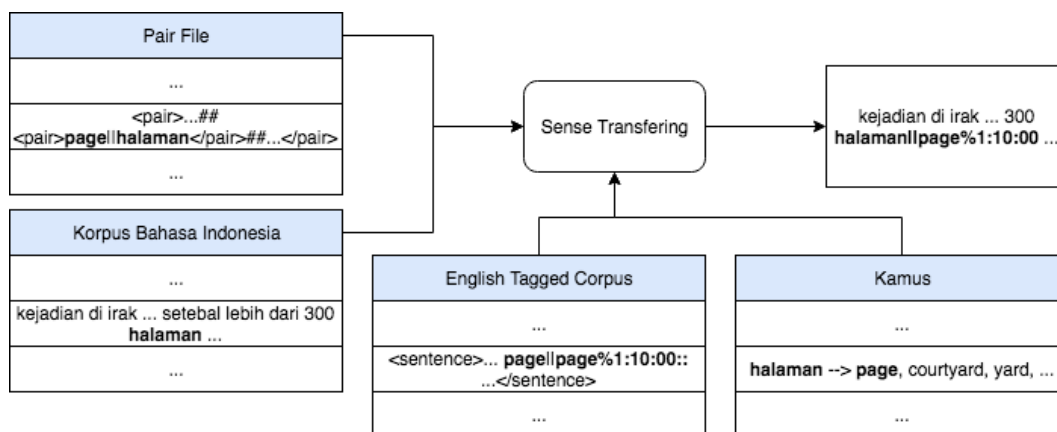 Pair File
...
<pair>...##
<pair>page||halaman</pair>##...</pair>
...
Korpus Bahasa Indonesia
...
kejadian di irak ... setebal lebih dari 300
halaman ...
...
Sense Transfering
kejadian di irak ... 300
halaman||page%1:10:00 ...
English Tagged Corpus
...
<sentence>... page||page%1:10:00::
...</sentence>
...
Kamus
...
halaman --> page, courtyard, yard, ...
...